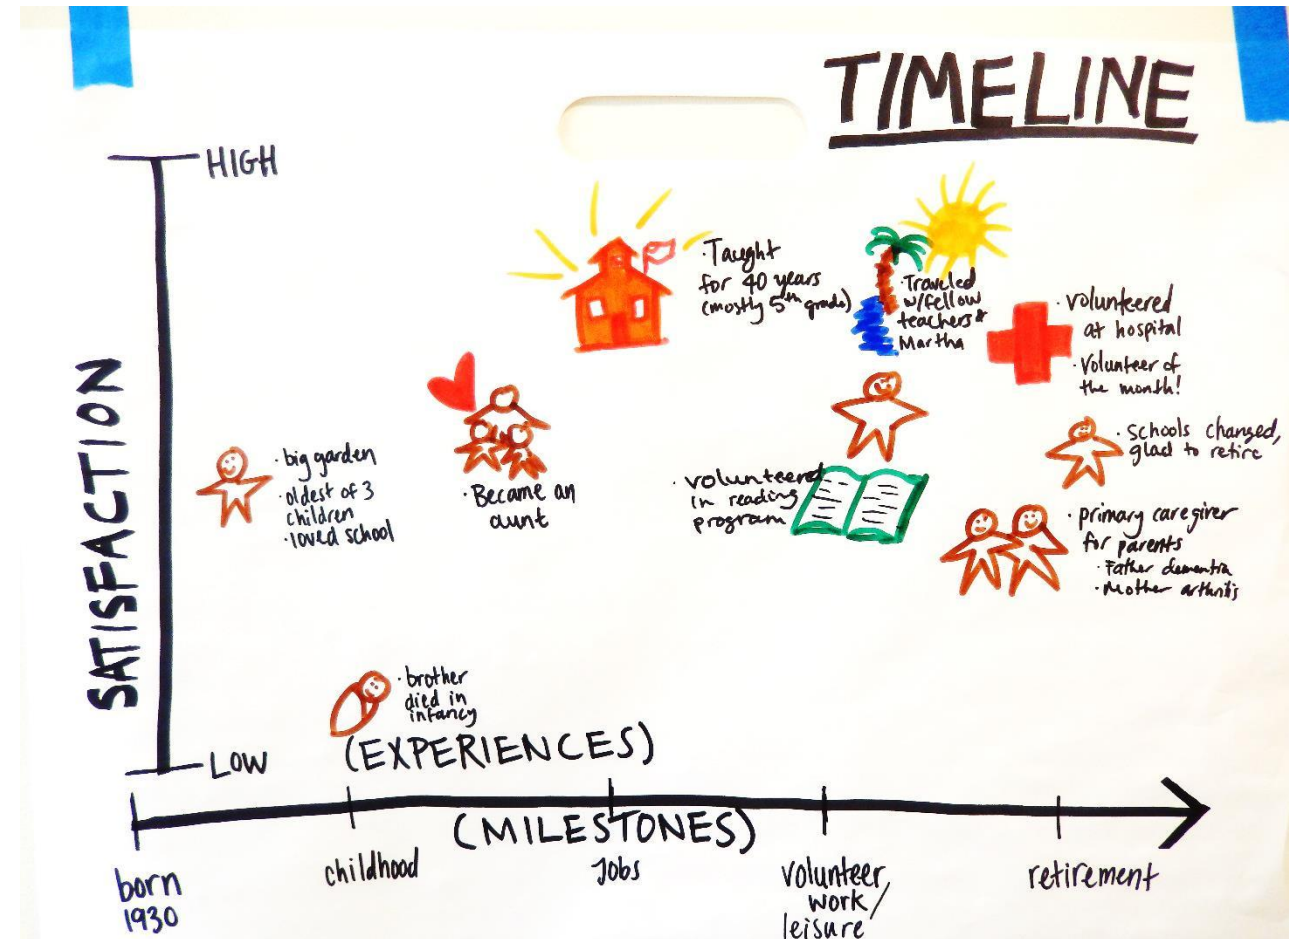 TIMELINE
HIGH
SATISFACTION
LOW
· big garden
· oldest of 3
children
· loved school
· brother
died in
infancy
· Became an
aunt
· Taught
for 40 years
(mostly 5th grade)
· Traveled
w/fellow
teachers &
Martha
· volunteered
at hospital
· Volunteer of
the month!
· volunteered
in reading
program
· schools changed,
glad to retire
· primary caregiver
for parents
· Father dementia
· Mother arthritis
(EXPERIENCES)
(MILESTONES)
born
1930
childhood
Jobs
volunteer
work/
leisure
retirement